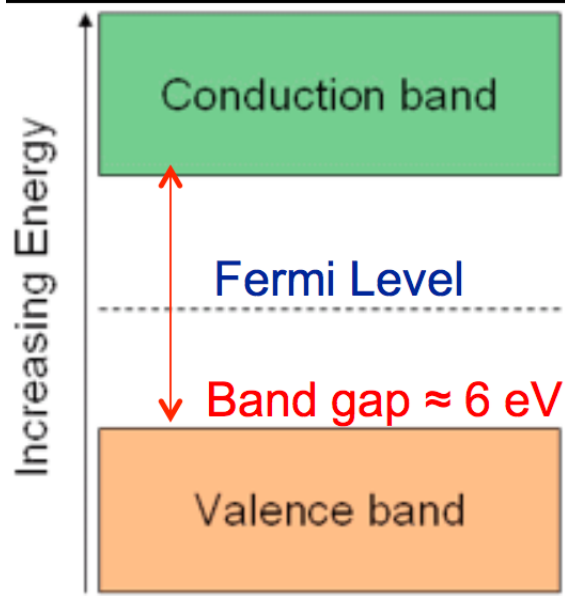 Conduction band
Increasing Energy
Fermi Level
Band gap ≈ 6 eV
Valence band